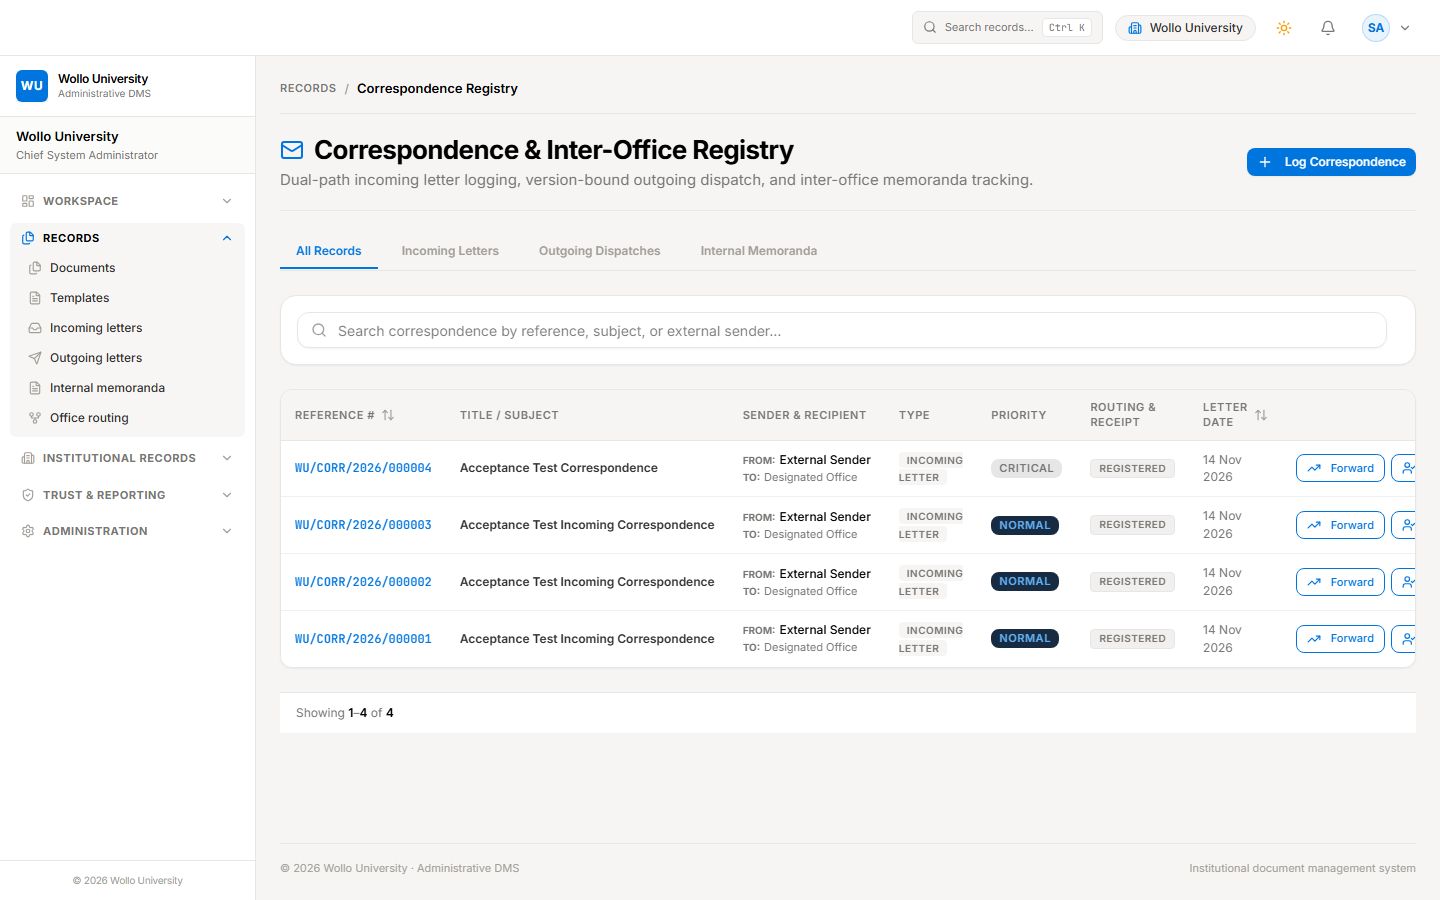 Search records... Ctrl K
Wollo University
SA
WU
Wollo University
Administrative DMS
Wollo University
Chief System Administrator
WORKSPACE
RECORDS
Documents
Templates
Incoming letters
Outgoing letters
Internal memoranda
Office routing
INSTITUTIONAL RECORDS
TRUST & REPORTING
ADMINISTRATION
© 2026 Wollo University
RECORDS / Correspondence Registry
Correspondence & Inter-Office Registry
Dual-path incoming letter logging, version-bound outgoing dispatch, and inter-office memoranda tracking.
Log Correspondence
All Records Incoming Letters Outgoing Dispatches Internal Memoranda
Search correspondence by reference, subject, or external sender...
REFERENCE # TITLE / SUBJECT SENDER & RECIPIENT TYPE PRIORITY ROUTING & RECEIPT LETTER DATE
WU/CORR/2026/000004 Acceptance Test Correspondence FROM: External Sender TO: Designated Office INCOMING LETTER CRITICAL REGISTERED 14 Nov 2026 Forward
WU/CORR/2026/000003 Acceptance Test Incoming Correspondence FROM: External Sender TO: Designated Office INCOMING LETTER NORMAL REGISTERED 14 Nov 2026 Forward
WU/CORR/2026/000002 Acceptance Test Incoming Correspondence FROM: External Sender TO: Designated Office INCOMING LETTER NORMAL REGISTERED 14 Nov 2026 Forward
WU/CORR/2026/000001 Acceptance Test Incoming Correspondence FROM: External Sender TO: Designated Office INCOMING LETTER NORMAL REGISTERED 14 Nov 2026 Forward
Showing 1–4 of 4
© 2026 Wollo University · Administrative DMS
Institutional document management system